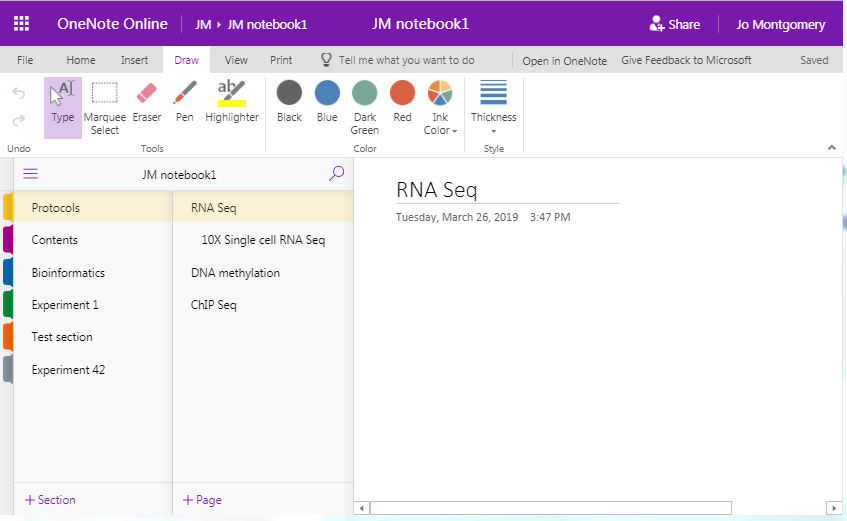 OneNote Online JM ▸ JM notebook1 JM notebook1 Share Jo Montgomery
File Home Insert Draw View Print Tell me what you want to do Open in OneNote Give Feedback to Microsoft Saved
Type Marquee Select Eraser Pen Highlighter Black Blue Dark Green Red Ink Color Thickness
Undo Tools Color Style
JM notebook1
Protocols
Contents
Bioinformatics
Experiment 1
Test section
Experiment 42
+ Section
RNA Seq
10X Single cell RNA Seq
DNA methylation
ChIP Seq
+ Page
RNA Seq
Tuesday, March 26, 2019 3:47 PM